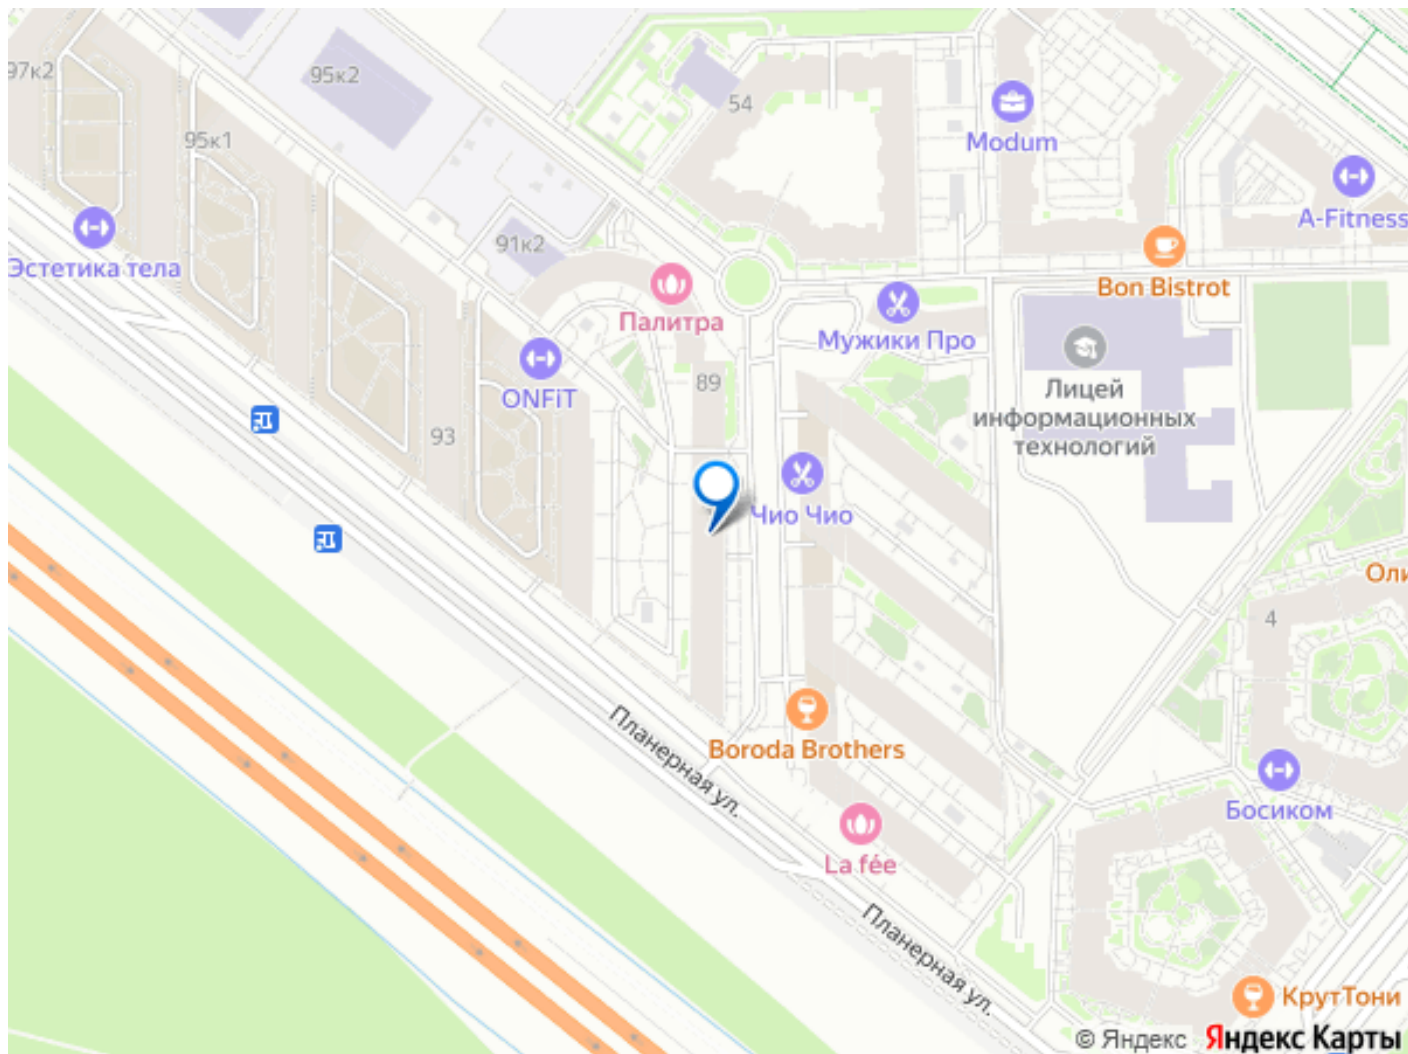 97к2
95к2
95к1
54
Modum
A-Fitness
Эстетика тела
91к2
Палитра
Bon Bistrot
Мужики Про
ONFiT
89
Лицей
информационных
технологий
93
Чио Чио
Оли
4
Boroda Brothers
Планерная ул.
Босиком
La fée
Планерная ул.
КрутТони
© Яндекс Яндекс Карты